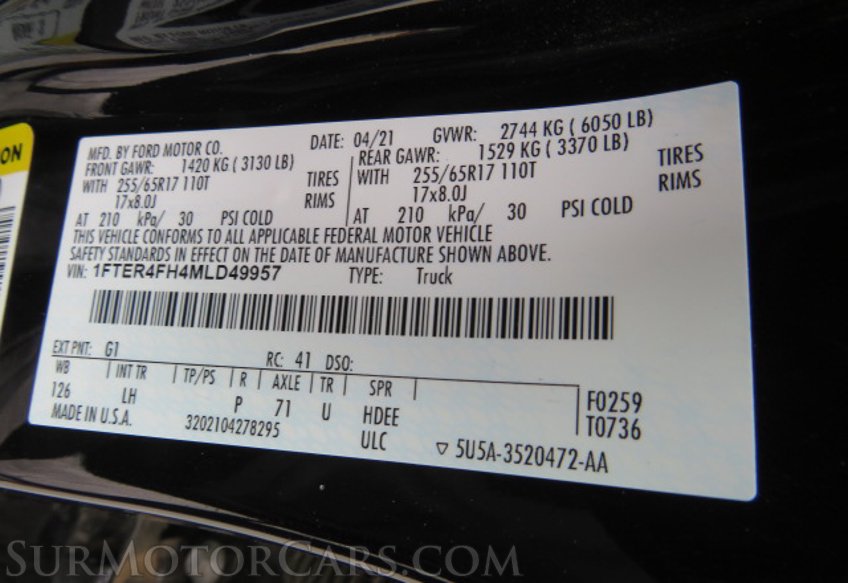 ON
MFD. BY FORD MOTOR CO. DATE: 04/21 GVWR: 2744 KG ( 6050 LB)
FRONT GAWR: 1420 KG ( 3130 LB) REAR GAWR: 1529 KG ( 3370 LB)
WITH 255/65R17 110T TIRES WITH 255/65R17 110T TIRES
17x8.0J RIMS 17x8.0J RIMS
AT 210 kPa/ 30 PSI COLD AT 210 kPa/ 30 PSI COLD
THIS VEHICLE CONFORMS TO ALL APPLICABLE FEDERAL MOTOR VEHICLE
SAFETY STANDARDS IN EFFECT ON THE DATE OF MANUFACTURE SHOWN ABOVE.
VIN: 1FTER4FH4MLD49957 TYPE: Truck
EXT PNT: G1 RC: 41 DSO:
WB INT TR TP/PS R AXLE TR SPR F0259
126 LH P 71 U HDEE T0736
MADE IN U.S.A. 3202104278295 ULC 5U5A-3520472-AA
SurMotorCars.com